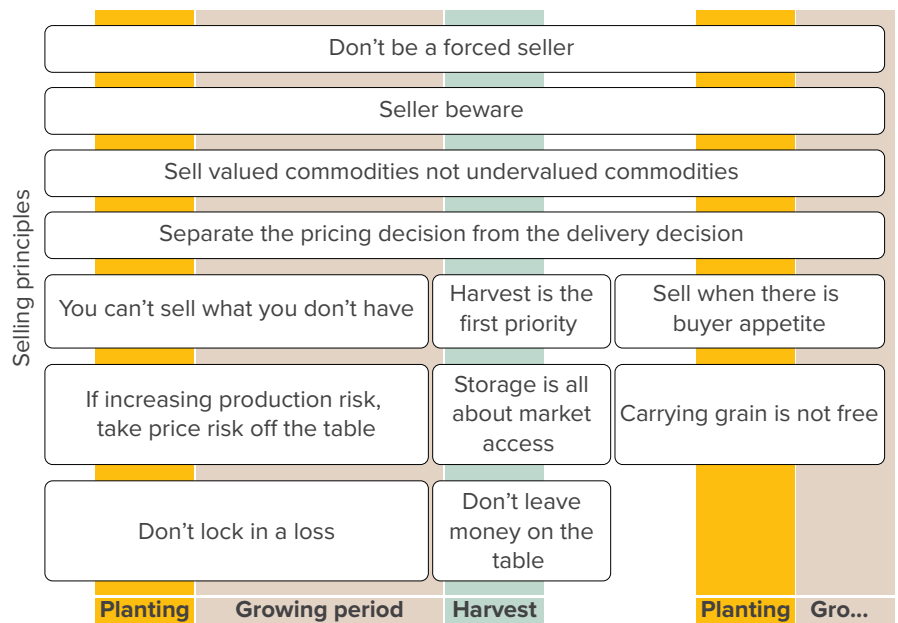 Don’t be a forced seller
Seller beware
Sell valued commodities not undervalued commodities
Separate the pricing decision from the delivery decision
Selling principles
You can’t sell what you don’t have
Harvest is the
first priority
Sell when there is
buyer appetite
If increasing production risk,
take price risk off the table
Storage is all
about market
access
Carrying grain is not free
Don’t lock in a loss
Don’t leave
money on the
table
Planting
Growing period
Harvest
Planting
Gro...